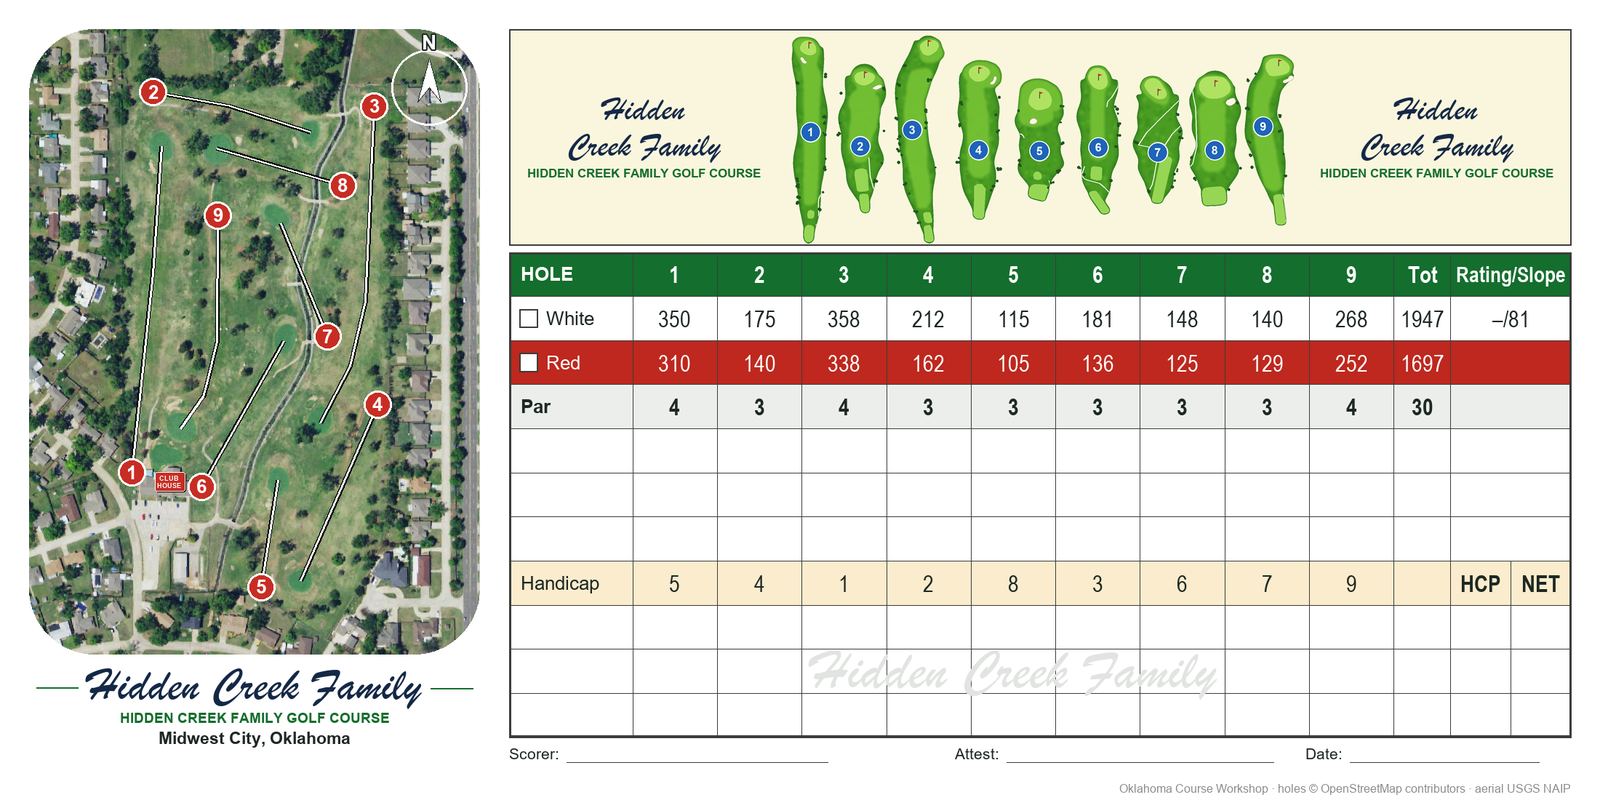 N
2
3
8
9
7
4
1
CLUB
HOUSE
6
5
Hidden Creek Family
HIDDEN CREEK FAMILY GOLF COURSE
Midwest City, Oklahoma
Hidden
Creek Family
HIDDEN CREEK FAMILY GOLF COURSE
1 2 3 4 5 6 7 8 9
Hidden
Creek Family
HIDDEN CREEK FAMILY GOLF COURSE
HOLE 1 2 3 4 5 6 7 8 9 Tot Rating/Slope
White 350 175 358 212 115 181 148 140 268 1947 –/81
Red 310 140 338 162 105 136 125 129 252 1697
Par 4 3 4 3 3 3 3 3 4 30
Handicap 5 4 1 2 8 3 6 7 9 HCP NET
Hidden Creek Family
Scorer: Attest: Date:
Oklahoma Course Workshop · holes © OpenStreetMap contributors · aerial USGS NAIP